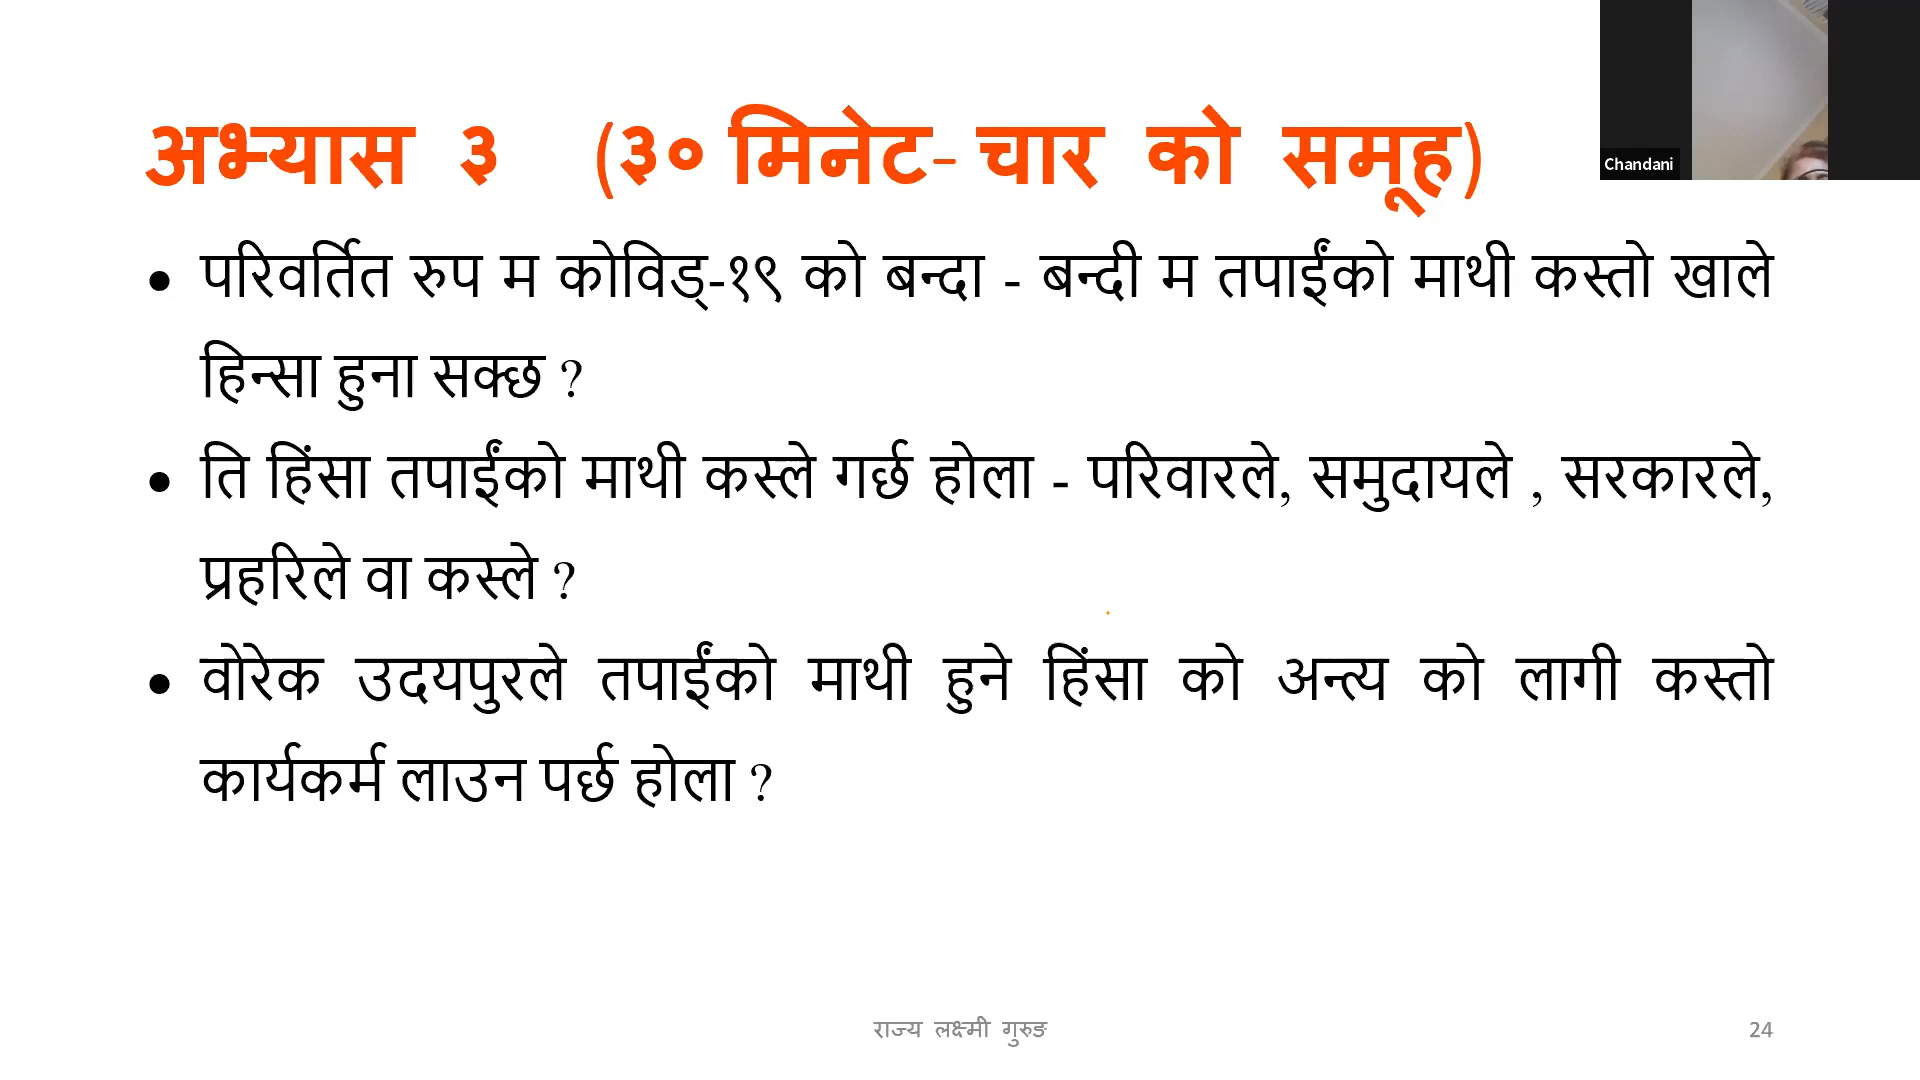 Chandani
अभ्यास ३ (३० मिनेट- चार को समूह)
• परिवर्तित रुप म कोविड्-१९ को बन्दा - बन्दी म तपाईंको माथी कस्तो खाले
हिन्सा हुना सक्छ ?
• ति हिंसा तपाईंको माथी कस्ले गर्छ होला - परिवारले, समुदायले , सरकारले,
प्रहरिले वा कस्ले ?
• वोरेक उदयपुरले तपाईंको माथी हुने हिंसा को अन्त्य को लागी कस्तो
कार्यकर्म लाउन पर्छ होला ?
राज्य लक्ष्मी गुरुङ
24